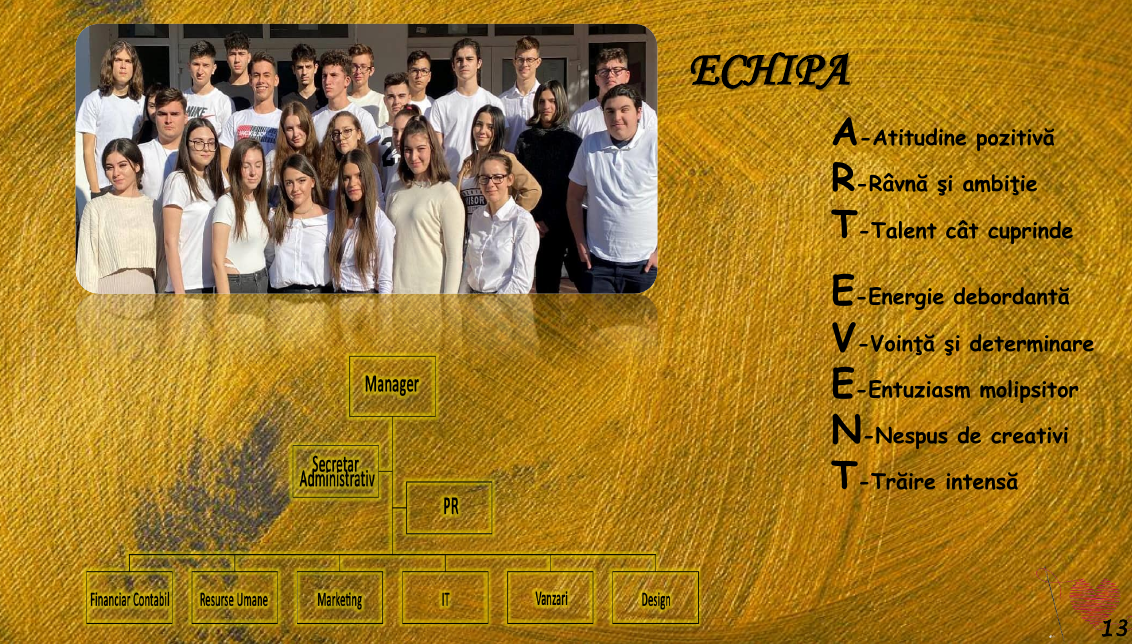 ECHIPA
A-Atitudine pozitivă
R-Râvnă şi ambiţie
T-Talent cât cuprinde
E-Energie debordantă
V-Voinţă şi determinare
E-Entuziasm molipsitor
N-Nespus de creativi
T-Trăire intensă
Manager
Secretar
Administrativ
PR
Financiar Contabil
Resurse Umane
Marketing
IT
Vanzari
Design
NIKE
13